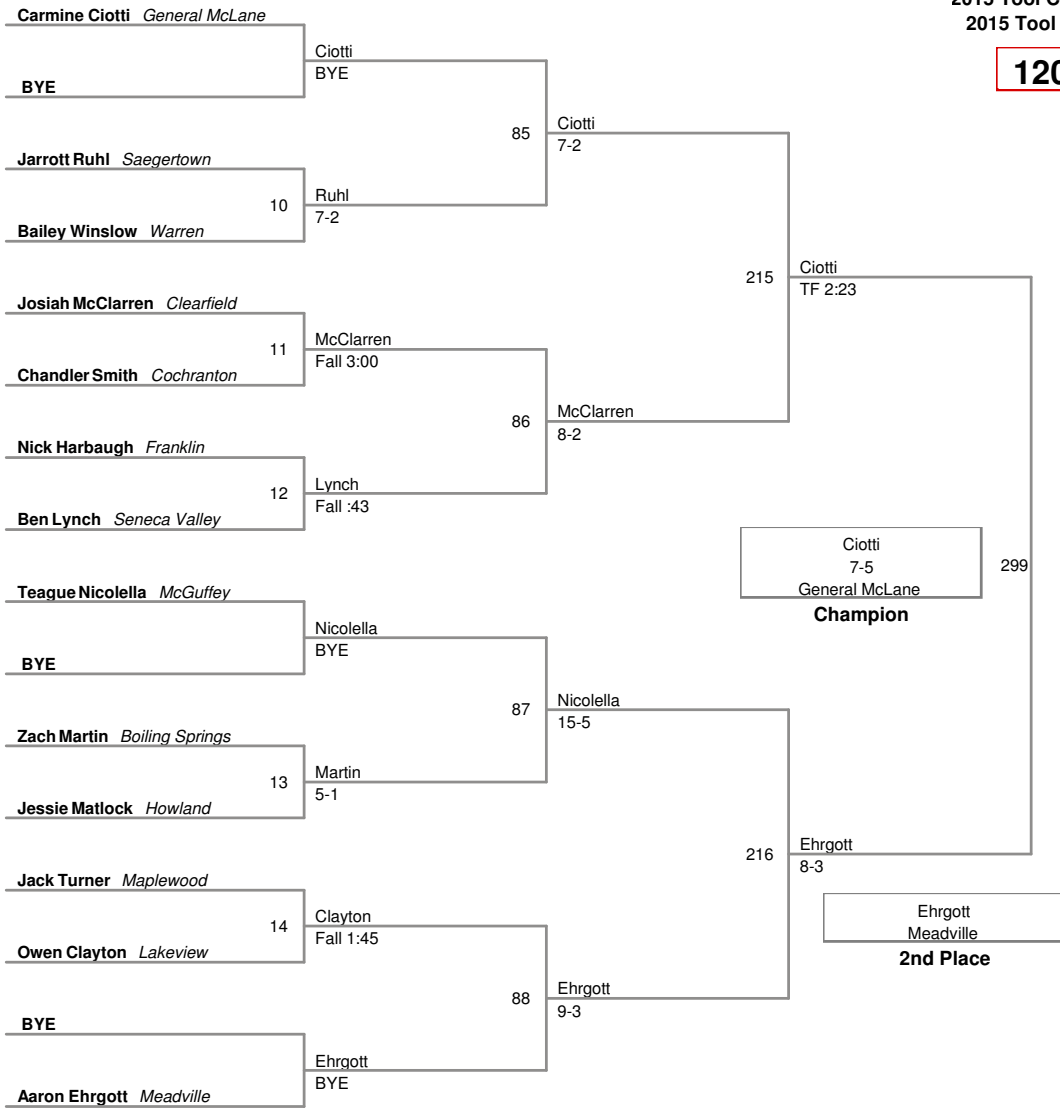 2015 Tool
2015 Tool
120
Carmine Ciotti General McLane
Ciotti
BYE
BYE
85
Ciotti
7-2
Jarrott Ruhl Saegertown
10
Ruhl
7-2
Bailey Winslow Warren
215
Ciotti
TF 2:23
Josiah McClarren Clearfield
11
McClarren
Fall 3:00
Chandler Smith Cochranton
86
McClarren
8-2
Nick Harbaugh Franklin
12
Lynch
Fall :43
Ben Lynch Seneca Valley
Ciotti
7-5
General McLane
Champion
299
Teague Nicolella McGuffey
Nicolella
BYE
BYE
87
Nicolella
15-5
Zach Martin Boiling Springs
13
Martin
5-1
Jessie Matlock Howland
216
Ehrgott
8-3
Jack Turner Maplewood
14
Clayton
Fall 1:45
Owen Clayton Lakeview
Ehrgott
Meadville
2nd Place
88
Ehrgott
9-3
BYE
Ehrgott
BYE
Aaron Ehrgott Meadville